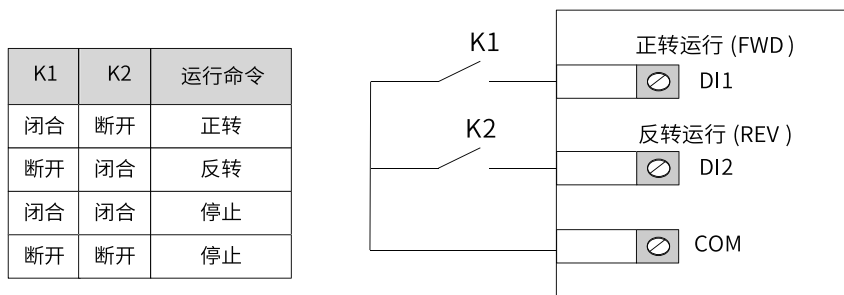 K1 K2 运行命令
闭合 断开 正转
断开 闭合 反转
闭合 闭合 停止
断开 断开 停止
K1
正转运行 (FWD )
DI1
K2
反转运行 (REV )
DI2
COM